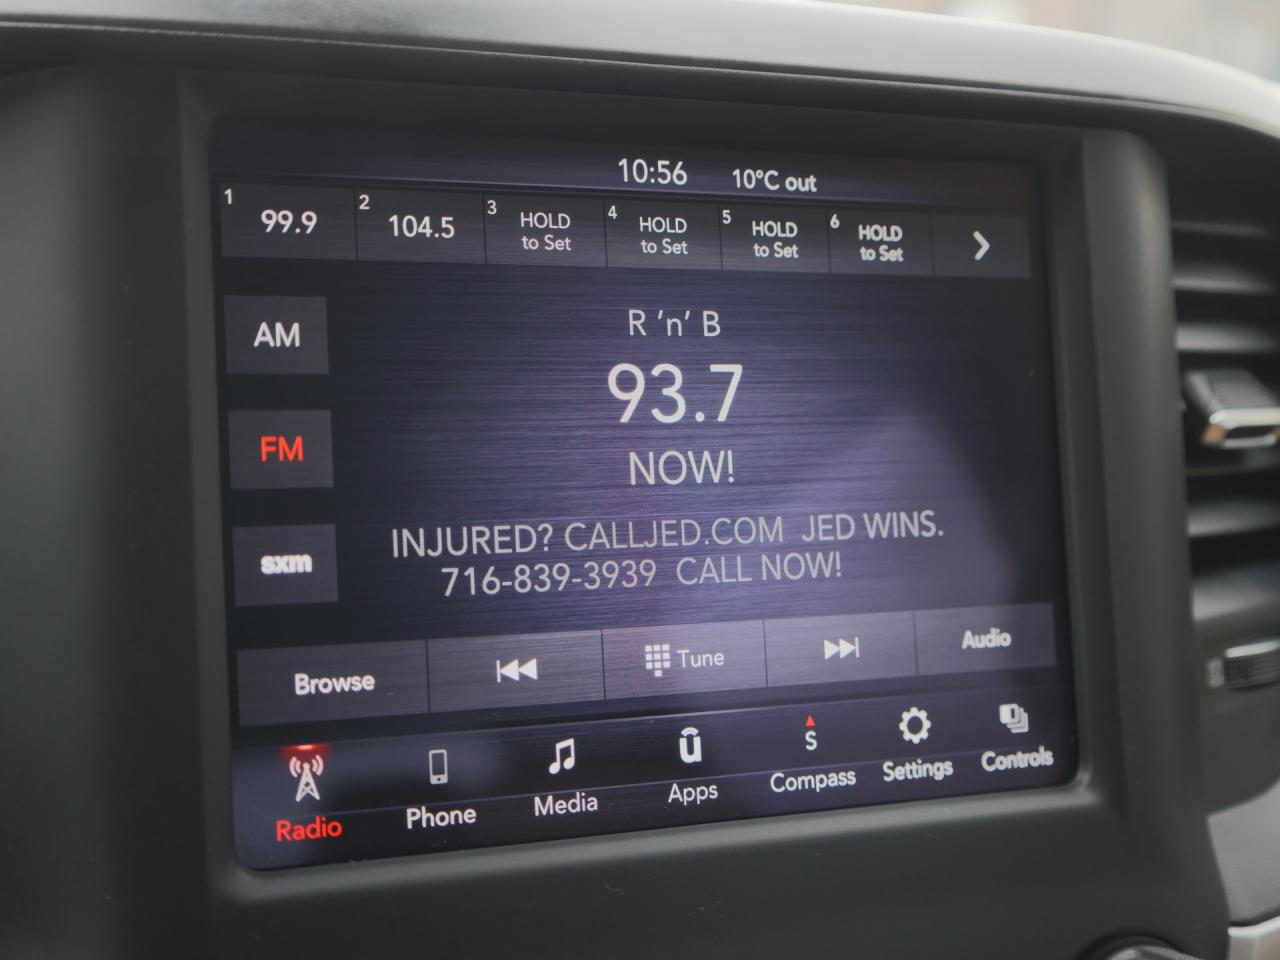 10:56 10°C out
1 99.9 2 104.5 3 HOLD to Set 4 HOLD to Set 5 HOLD to Set 6 HOLD to Set
AM
R 'n' B
93.7
FM
NOW!
INJURED? CALLJED.COM JED WINS.
sxm
716-839-3939 CALL NOW!
Browse Tune Audio
S
Radio Phone Media Apps Compass Settings Controls